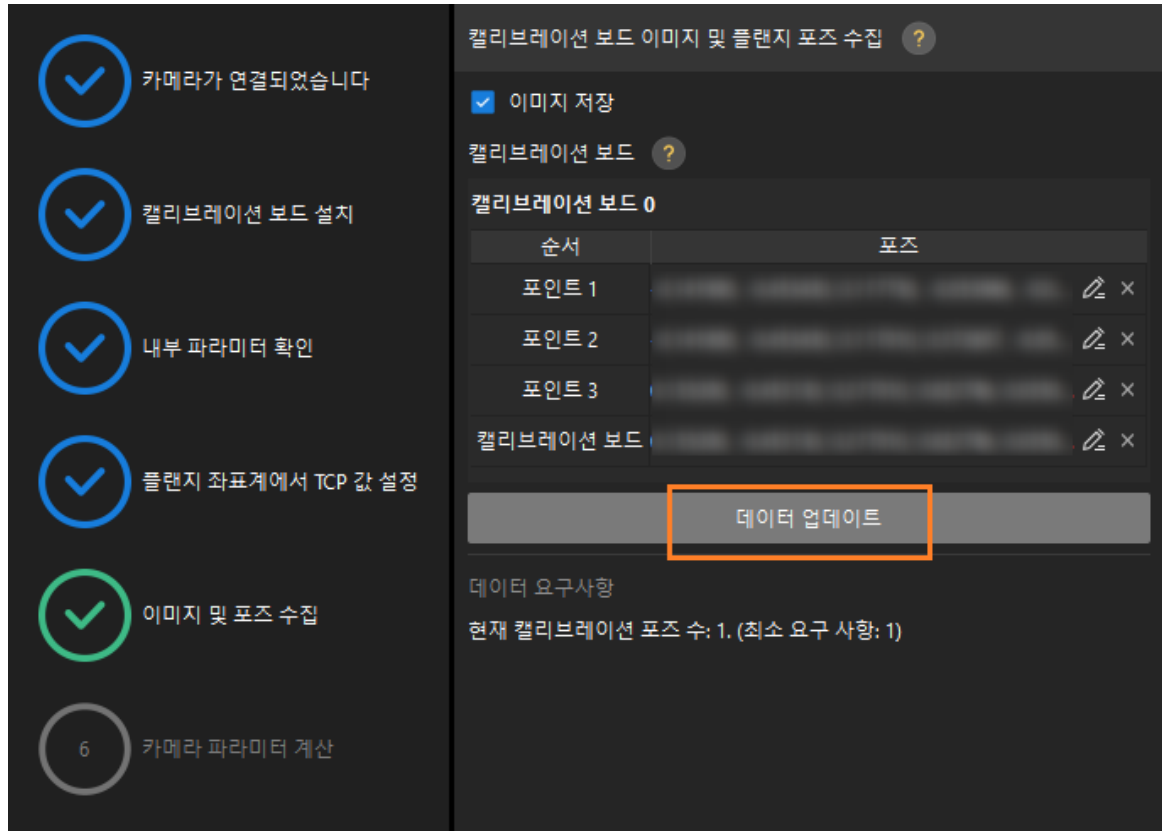 카메라가 연결되었습니다
캘리브레이션 보드 설치
내부 파라미터 확인
플랜지 좌표계에서 TCP 값 설정
이미지 및 포즈 수집
6 카메라 파라미터 계산
캘리브레이션 보드 이미지 및 플랜지 포즈 수집 ?
이미지 저장
캘리브레이션 보드 ?
캘리브레이션 보드 0
순서 포즈
포인트 1
포인트 2
포인트 3
캘리브레이션 보드
데이터 업데이트
데이터 요구사항
현재 캘리브레이션 포즈 수: 1. (최소 요구 사항: 1)